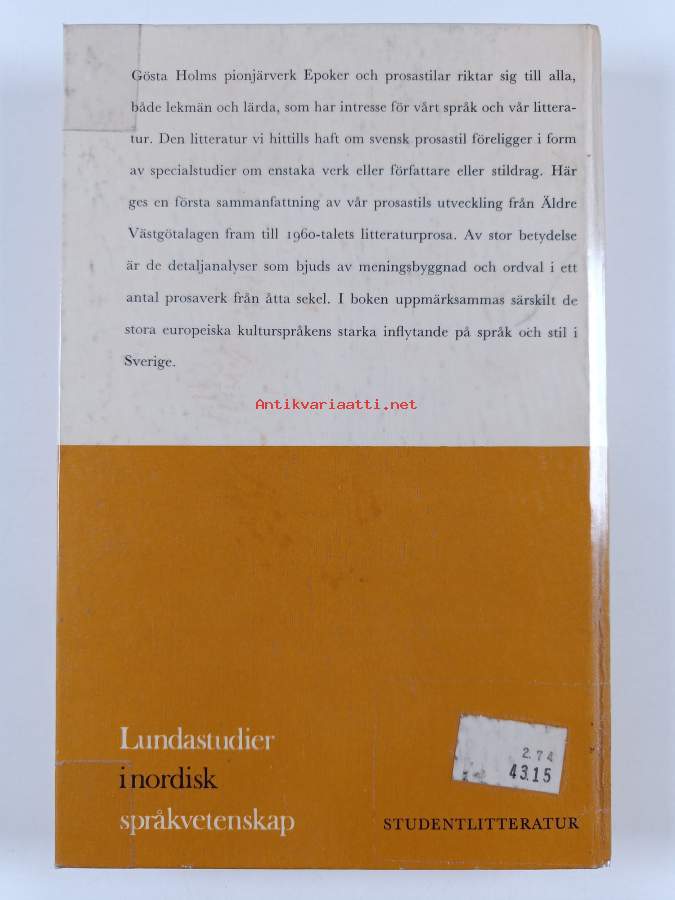 Gösta Holms pionjärverk Epoker och prosastilar riktar sig till alla,
både lekmän och lärda, som har intresse för vårt språk och vår littera-
tur. Den litteratur vi hittills haft om svensk prosastil föreligger i form
av specialstudier om enstaka verk eller författare eller stildrag. Här
ges en första sammanfattning av vår prosastils utveckling från Äldre
Västgötalagen fram till 1960-talets litteraturprosa. Av stor betydelse
är de detaljanalyser som bjuds av meningsbyggnad och ordval i ett
antal prosaverk från åtta sekel. I boken uppmärksammas särskilt de
stora europeiska kulturspråkens starka inflytande på språk och stil i
Sverige.
Antikvariaatti.net
Lundastudier
i nordisk
språkvetenskap
2.74
43.15
STUDENTLITTERATUR